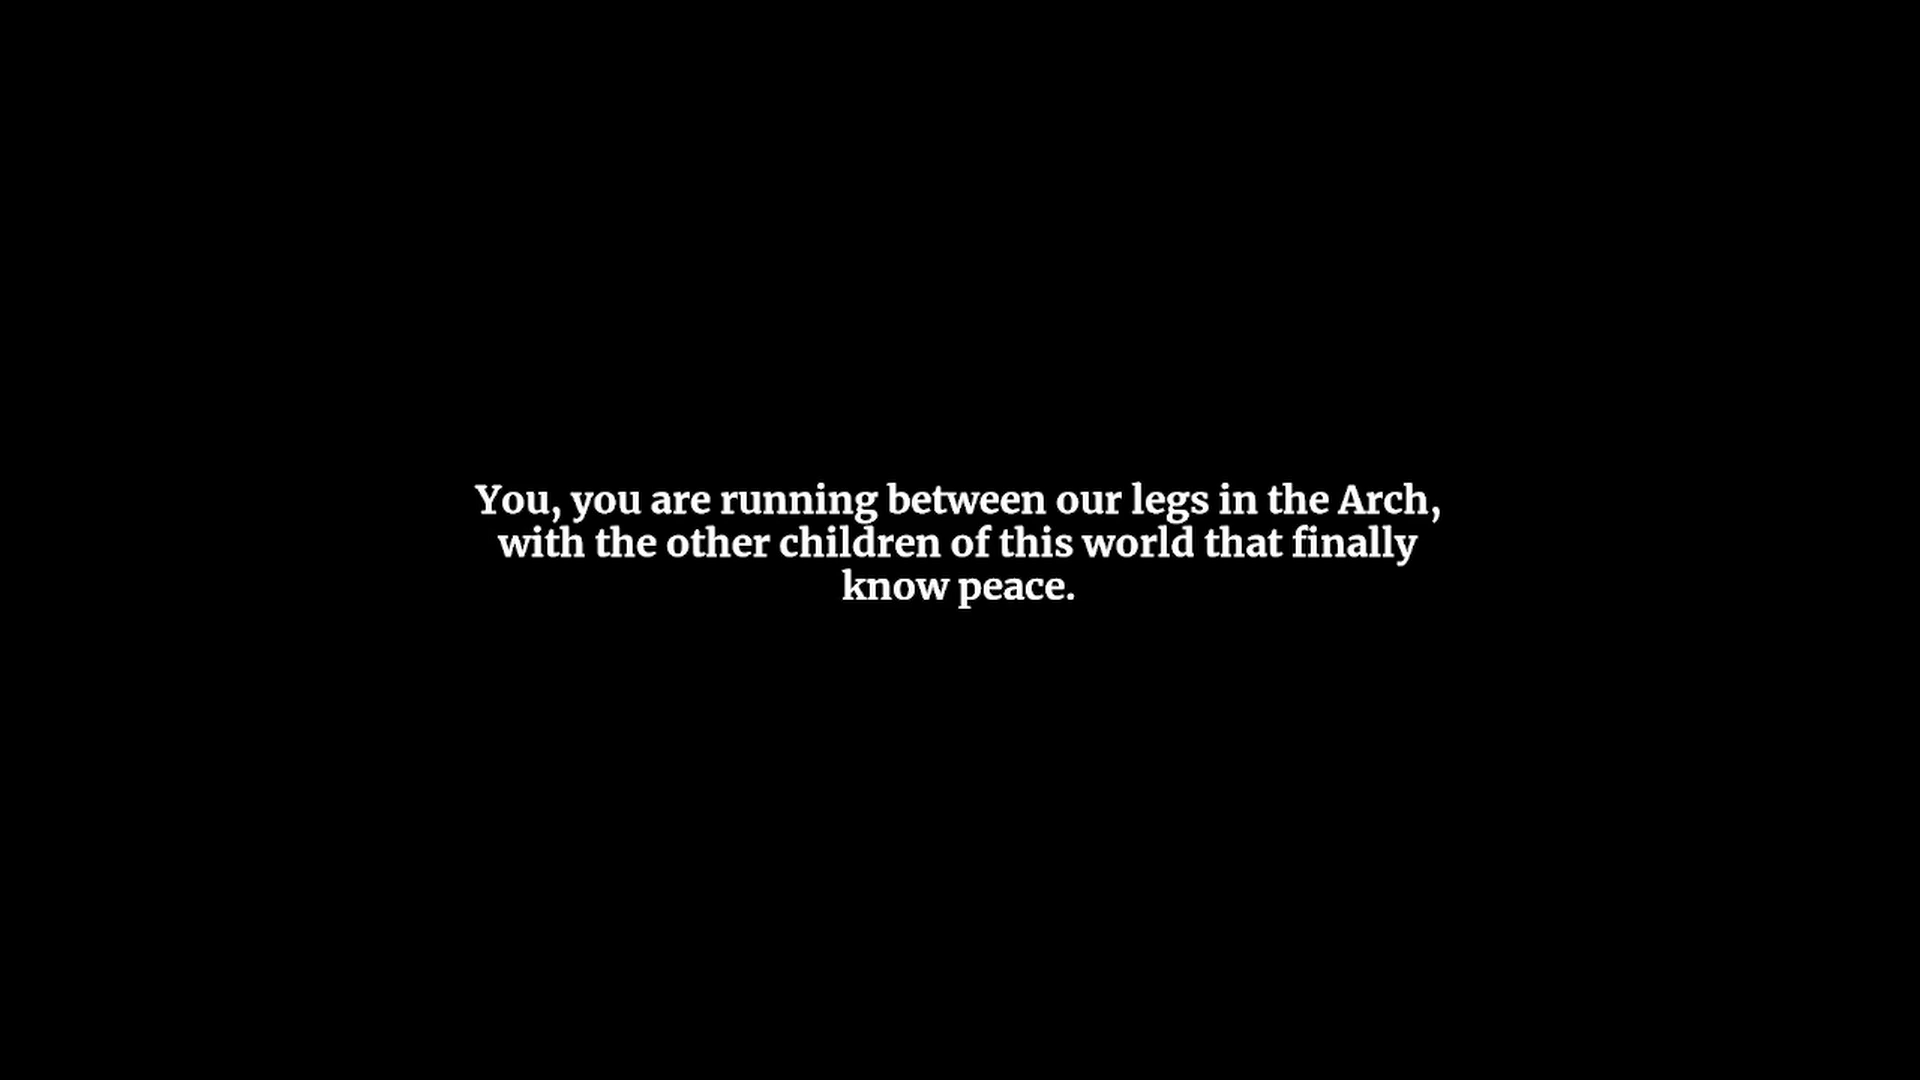 You, you are running between our legs in the Arch,
with the other children of this world that finally
know peace.